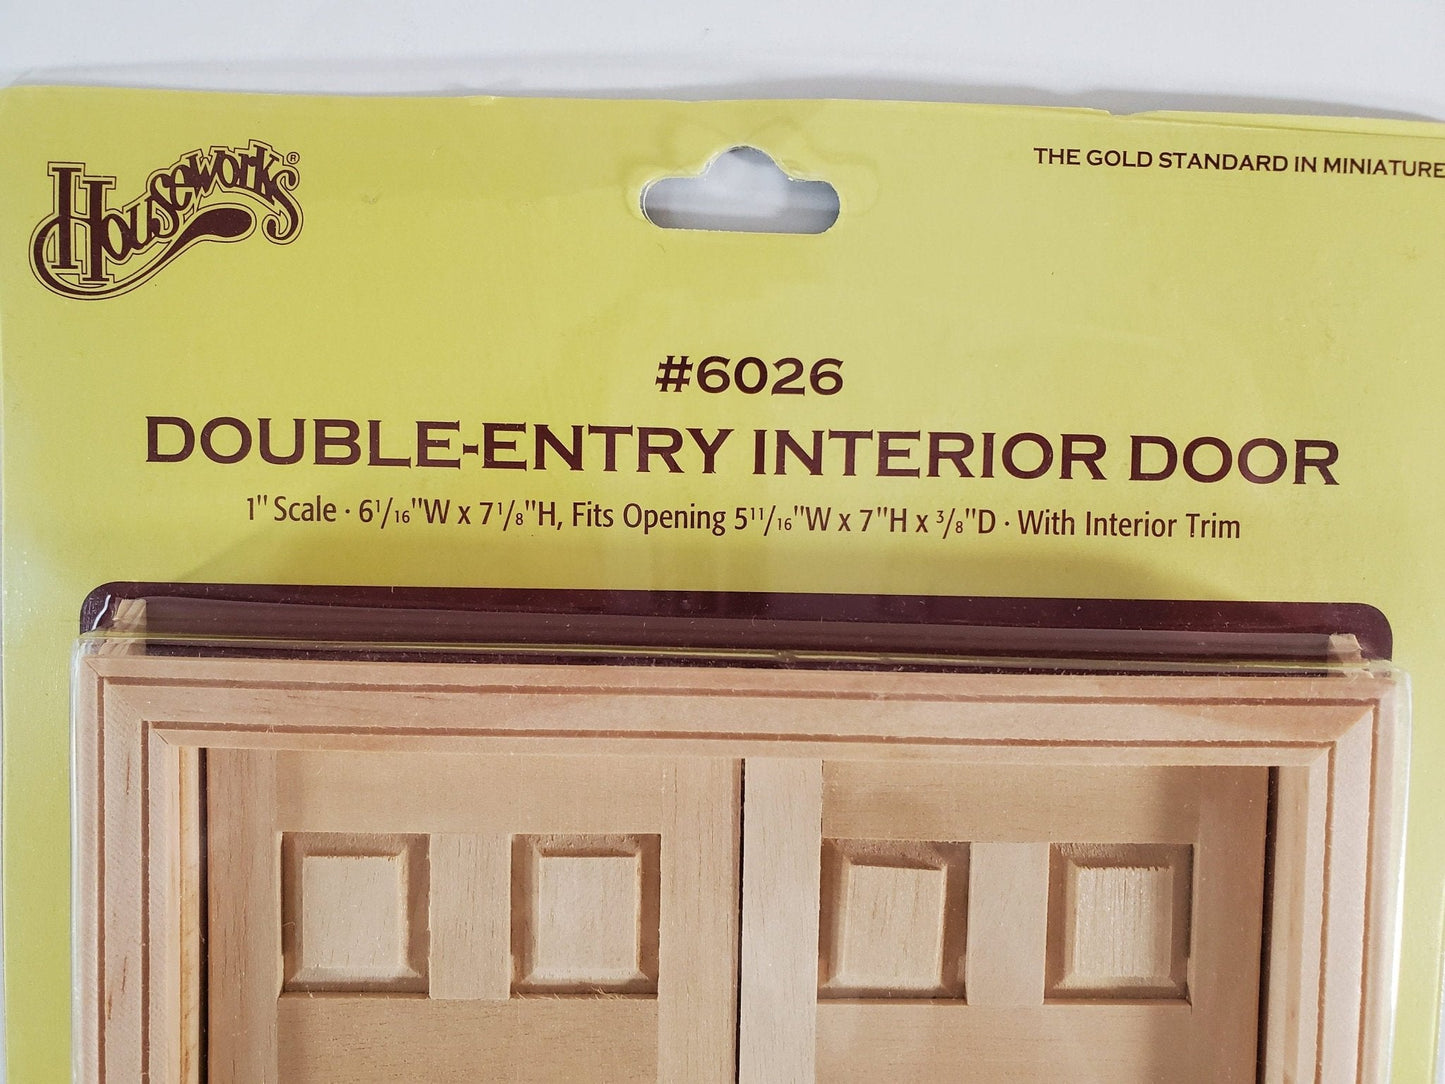 Houseworks®
THE GOLD STANDARD IN MINIATURE
#6026
DOUBLE-ENTRY INTERIOR DOOR
1" Scale · 6 1/16"W x 7 1/8"H, Fits Opening 5 11/16"W x 7"H x 3/8"D · With Interior Trim